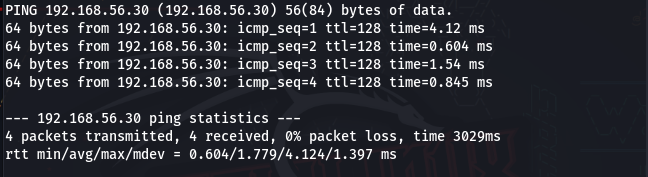 PING 192.168.56.30 (192.168.56.30) 56(84) bytes of data.
64 bytes from 192.168.56.30: icmp_seq=1 ttl=128 time=4.12 ms
64 bytes from 192.168.56.30: icmp_seq=2 ttl=128 time=0.604 ms
64 bytes from 192.168.56.30: icmp_seq=3 ttl=128 time=1.54 ms
64 bytes from 192.168.56.30: icmp_seq=4 ttl=128 time=0.845 ms

--- 192.168.56.30 ping statistics ---
4 packets transmitted, 4 received, 0% packet loss, time 3029ms
rtt min/avg/max/mdev = 0.604/1.779/4.124/1.397 ms